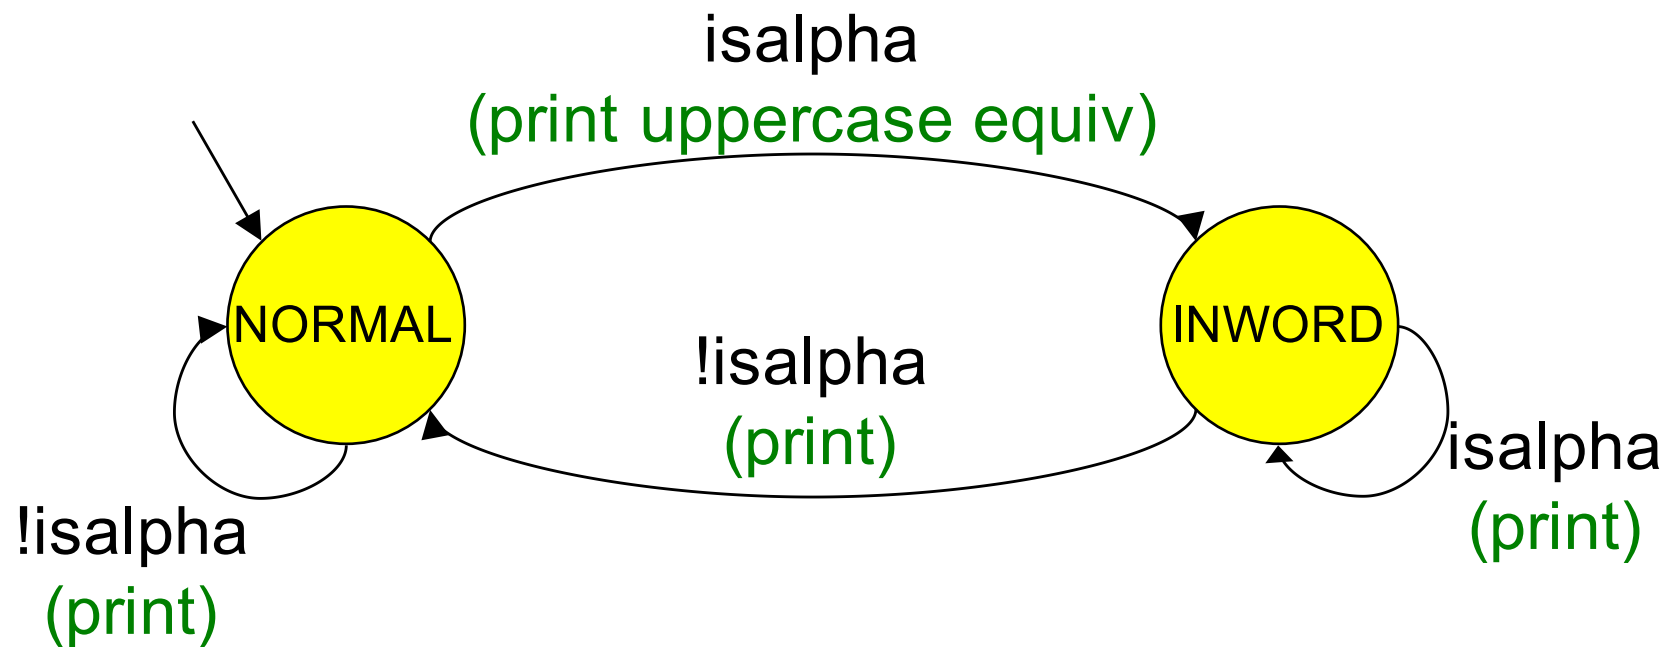 isalpha
(print uppercase equiv)
NORMAL
INWORD
!isalpha
(print)
isalpha
(print)
!isalpha
(print)